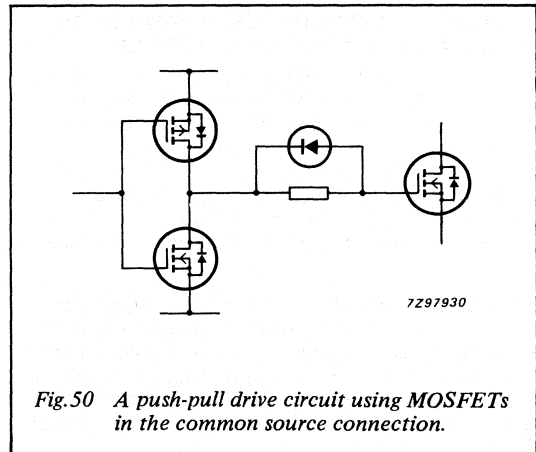 7Z97930
Fig.50 A push-pull drive circuit using MOSFETs
in the common source connection.